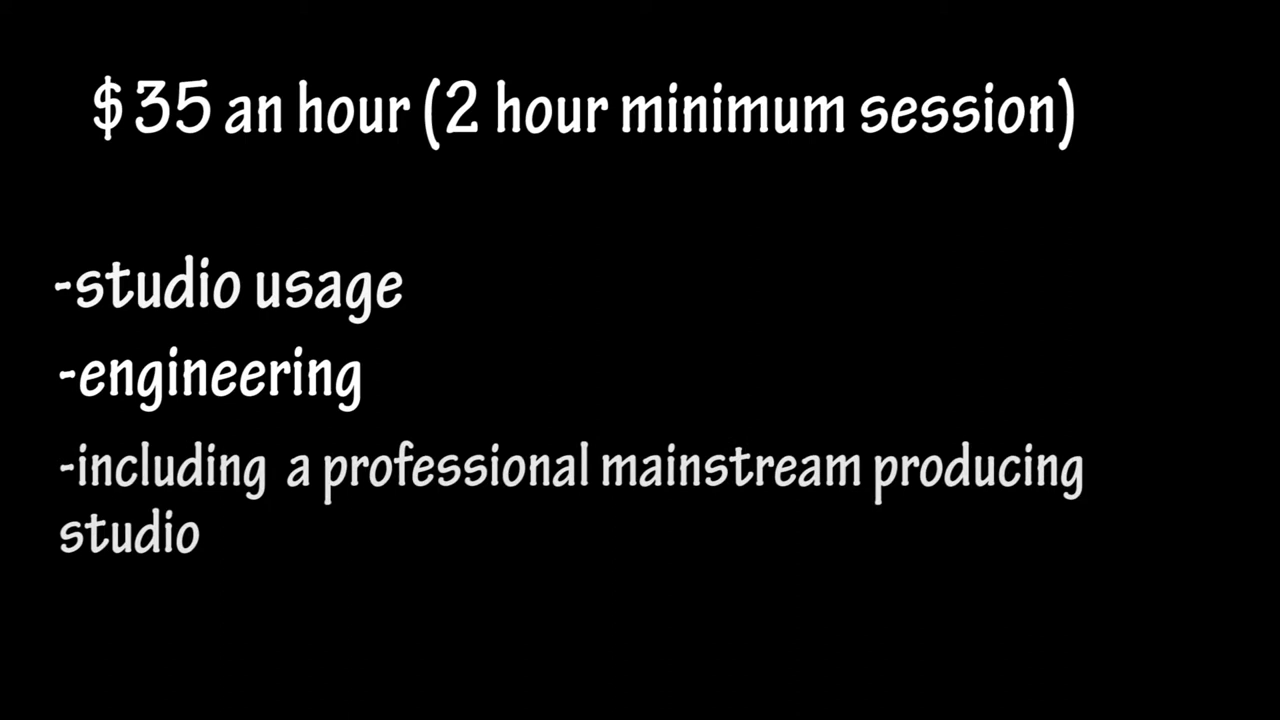 $35 an hour (2 hour minimum session)
-studio usage
-engineering
-including a professional mainstream producing
studio